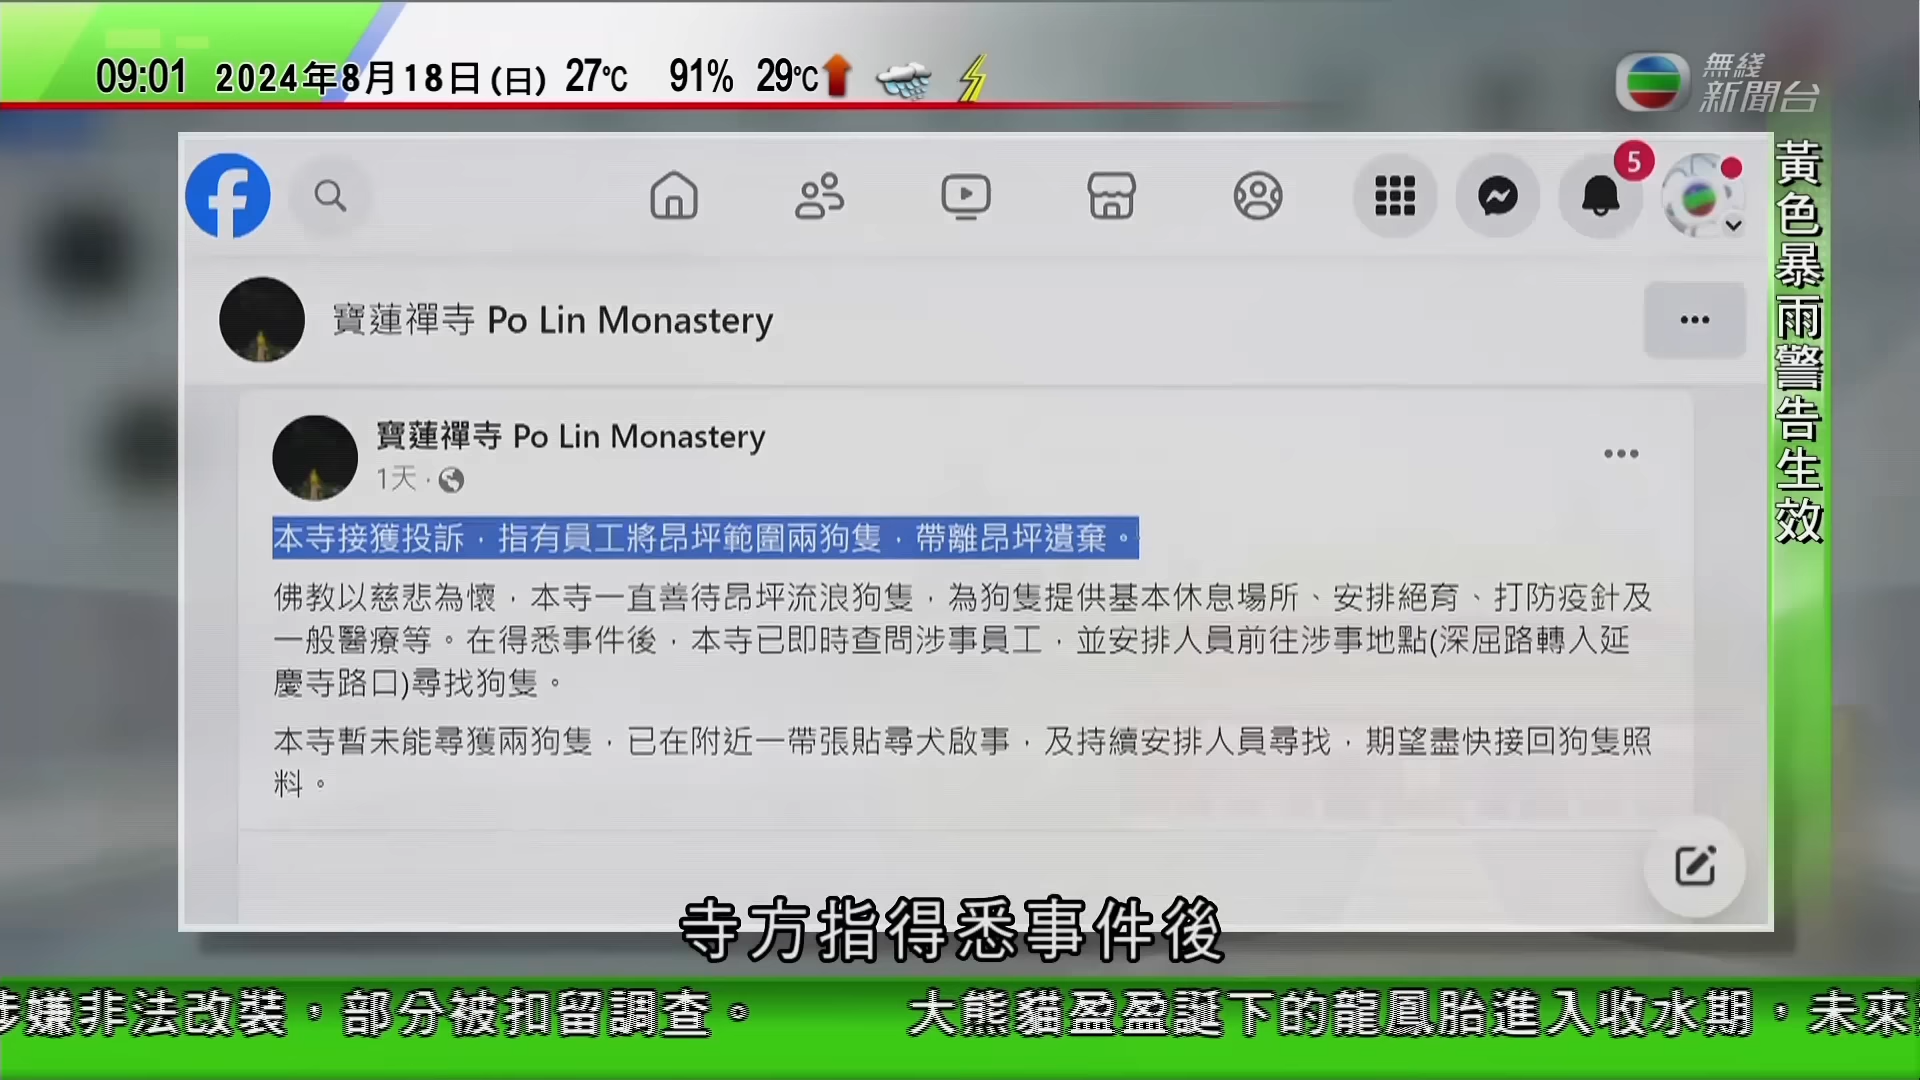 09:01 2024年8月18日(日) 27℃ 91% 29℃
無綫
新聞台
黃色暴雨警告生效
5
寶蓮禪寺 Po Lin Monastery
寶蓮禪寺 Po Lin Monastery
1天
本寺接獲投訴，指有員工將昂坪範圍兩狗隻，帶離昂坪遺棄。
佛教以慈悲為懷，本寺一直善待昂坪流浪狗隻，為狗隻提供基本休息場所、安排絕育、打防疫針及
一般醫療等。在得悉事件後，本寺已即時查問涉事員工，並安排人員前往涉事地點(深屈路轉入延
慶寺路口)尋找狗隻。
本寺暫未能尋獲兩狗隻，已在附近一帶張貼尋犬啟事，及持續安排人員尋找，期望盡快接回狗隻照
料。
寺方指得悉事件後
涉嫌非法改裝，部分被扣留調查。 大熊貓盈盈誕下的龍鳳胎進入收水期，未來